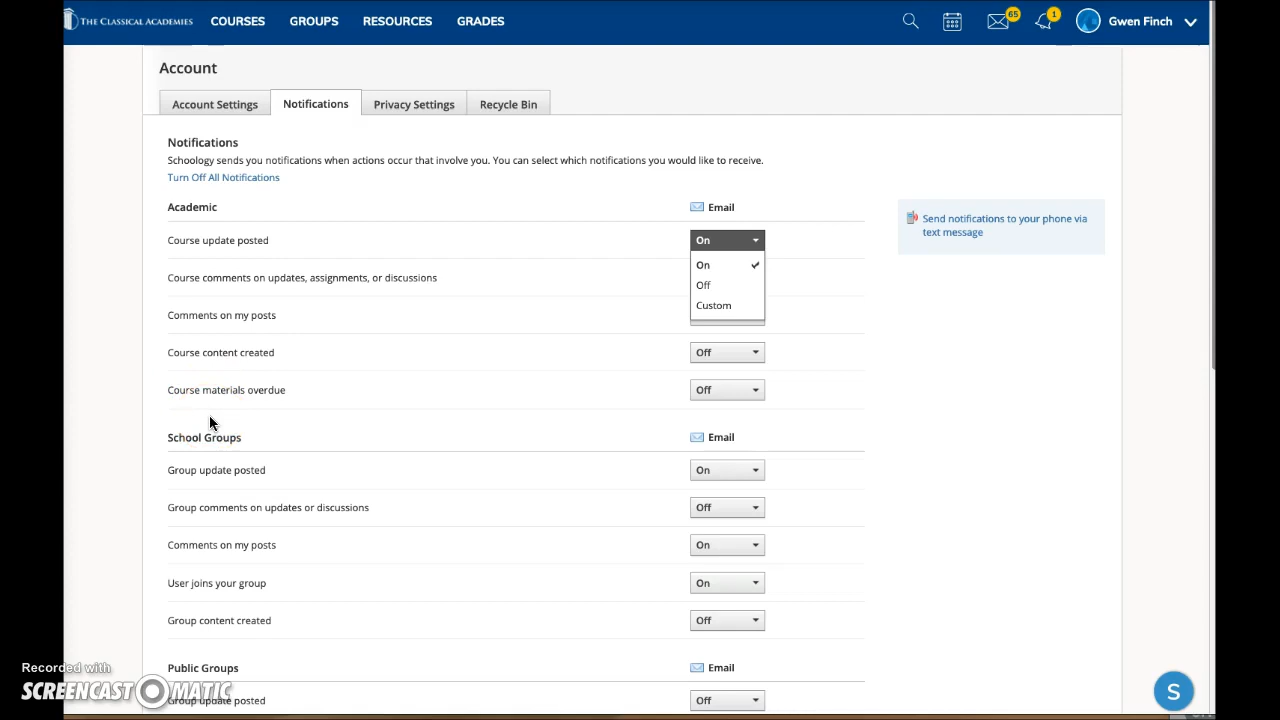 THE CLASSICAL ACADEMIES COURSES GROUPS RESOURCES GRADES 65 1 Gwen Finch
Account
Account Settings Notifications Privacy Settings Recycle Bin
Notifications
Schoology sends you notifications when actions occur that involve you. You can select which notifications you would like to receive.
Turn Off All Notifications
Academic Email
Send notifications to your phone via
text message
Course update posted On
On
Off
Custom
Course comments on updates, assignments, or discussions
Comments on my posts
Course content created Off
Course materials overdue Off
School Groups Email
Group update posted On
Group comments on updates or discussions Off
Comments on my posts On
User joins your group On
Group content created Off
Public Groups Email
Group update posted Off
Recorded with
SCREENCAST O MATIC
S